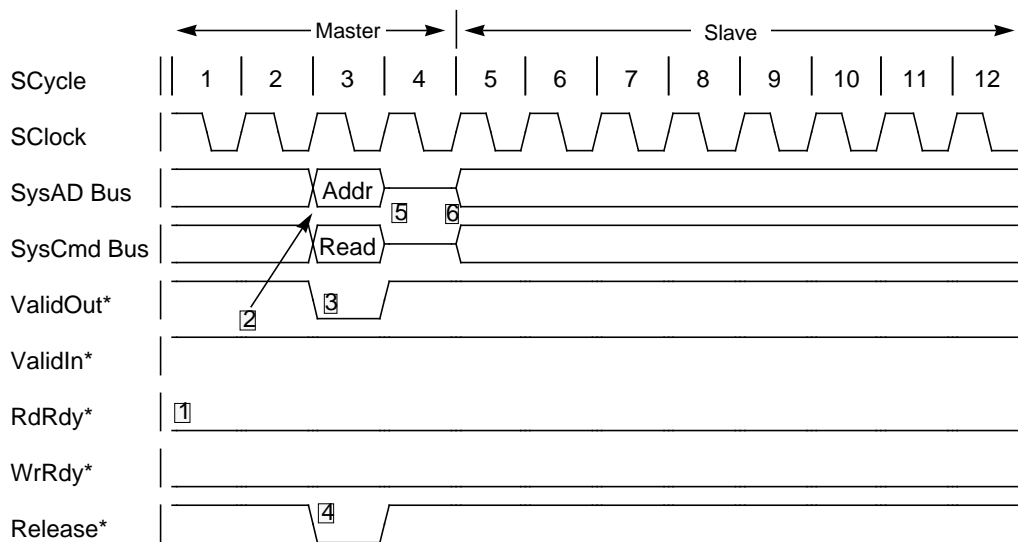 Master Slave
SCycle 1 2 3 4 5 6 7 8 9 10 11 12
SClock
SysAD Bus Addr
5 6
SysCmd Bus Read
ValidOut* 3
2
ValidIn*
RdRdy* 1
WrRdy*
Release* 4